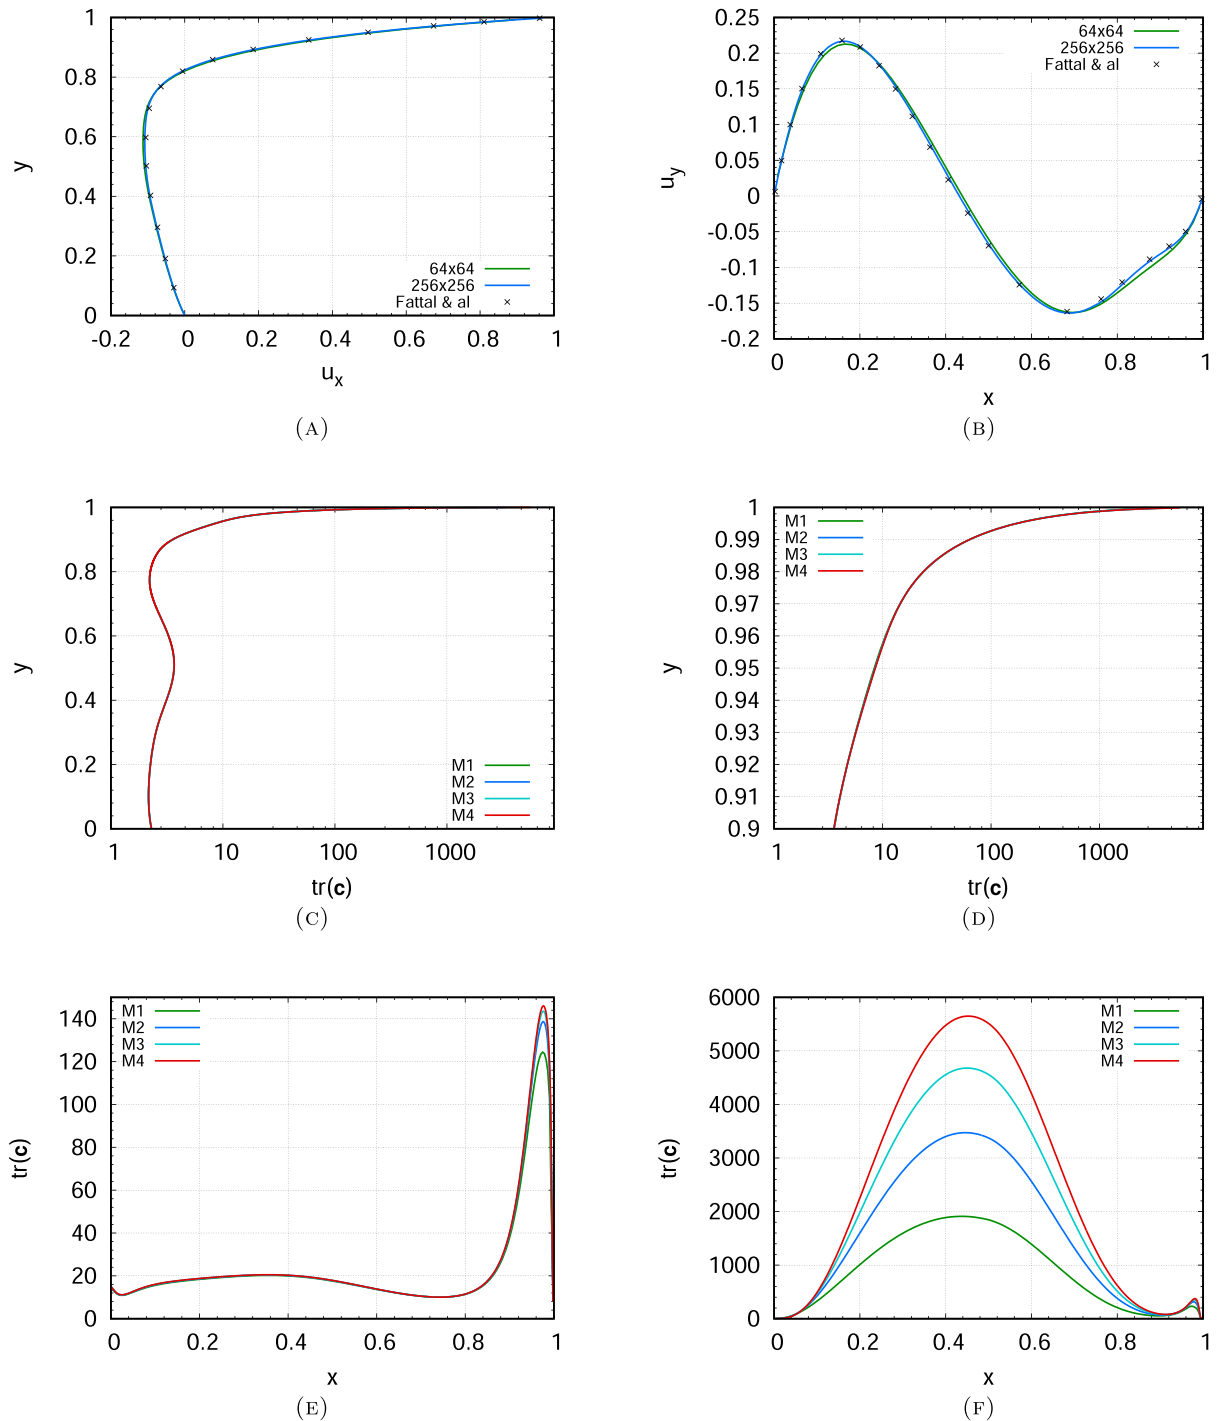 1
0.8
0.6
0.4
0.2
0
y
-0.2 0 0.2 0.4 0.6 0.8 1
u_x
64x64
256x256
Fattal & al
(A)
0.25
0.2
0.15
0.1
0.05
0
-0.05
-0.1
-0.15
-0.2
u_y
0 0.2 0.4 0.6 0.8 1
x
64x64
256x256
Fattal & al
(B)
1
0.8
0.6
0.4
0.2
0
y
1 10 100 1000
tr(c)
M1
M2
M3
M4
(C)
1
0.99
0.98
0.97
0.96
0.95
0.94
0.93
0.92
0.91
0.9
y
1 10 100 1000
tr(c)
M1
M2
M3
M4
(D)
140
120
100
80
60
40
20
0
tr(c)
0 0.2 0.4 0.6 0.8 1
x
M1
M2
M3
M4
(E)
6000
5000
4000
3000
2000
1000
0
tr(c)
0 0.2 0.4 0.6 0.8 1
x
M1
M2
M3
M4
(F)